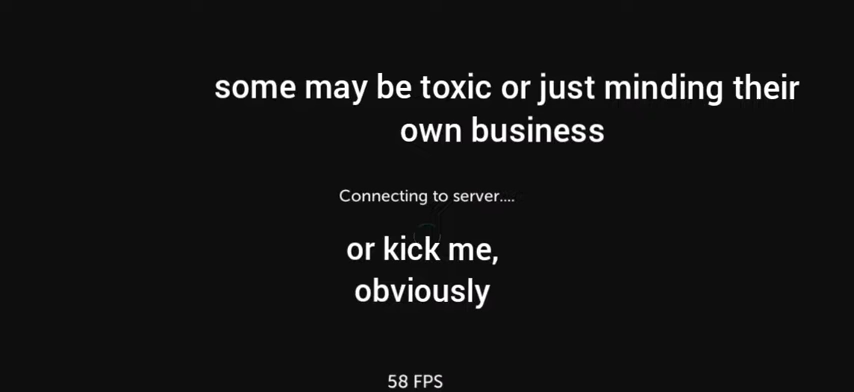 some may be toxic or just minding their
own business
Connecting to server....
or kick me,
obviously
58 FPS